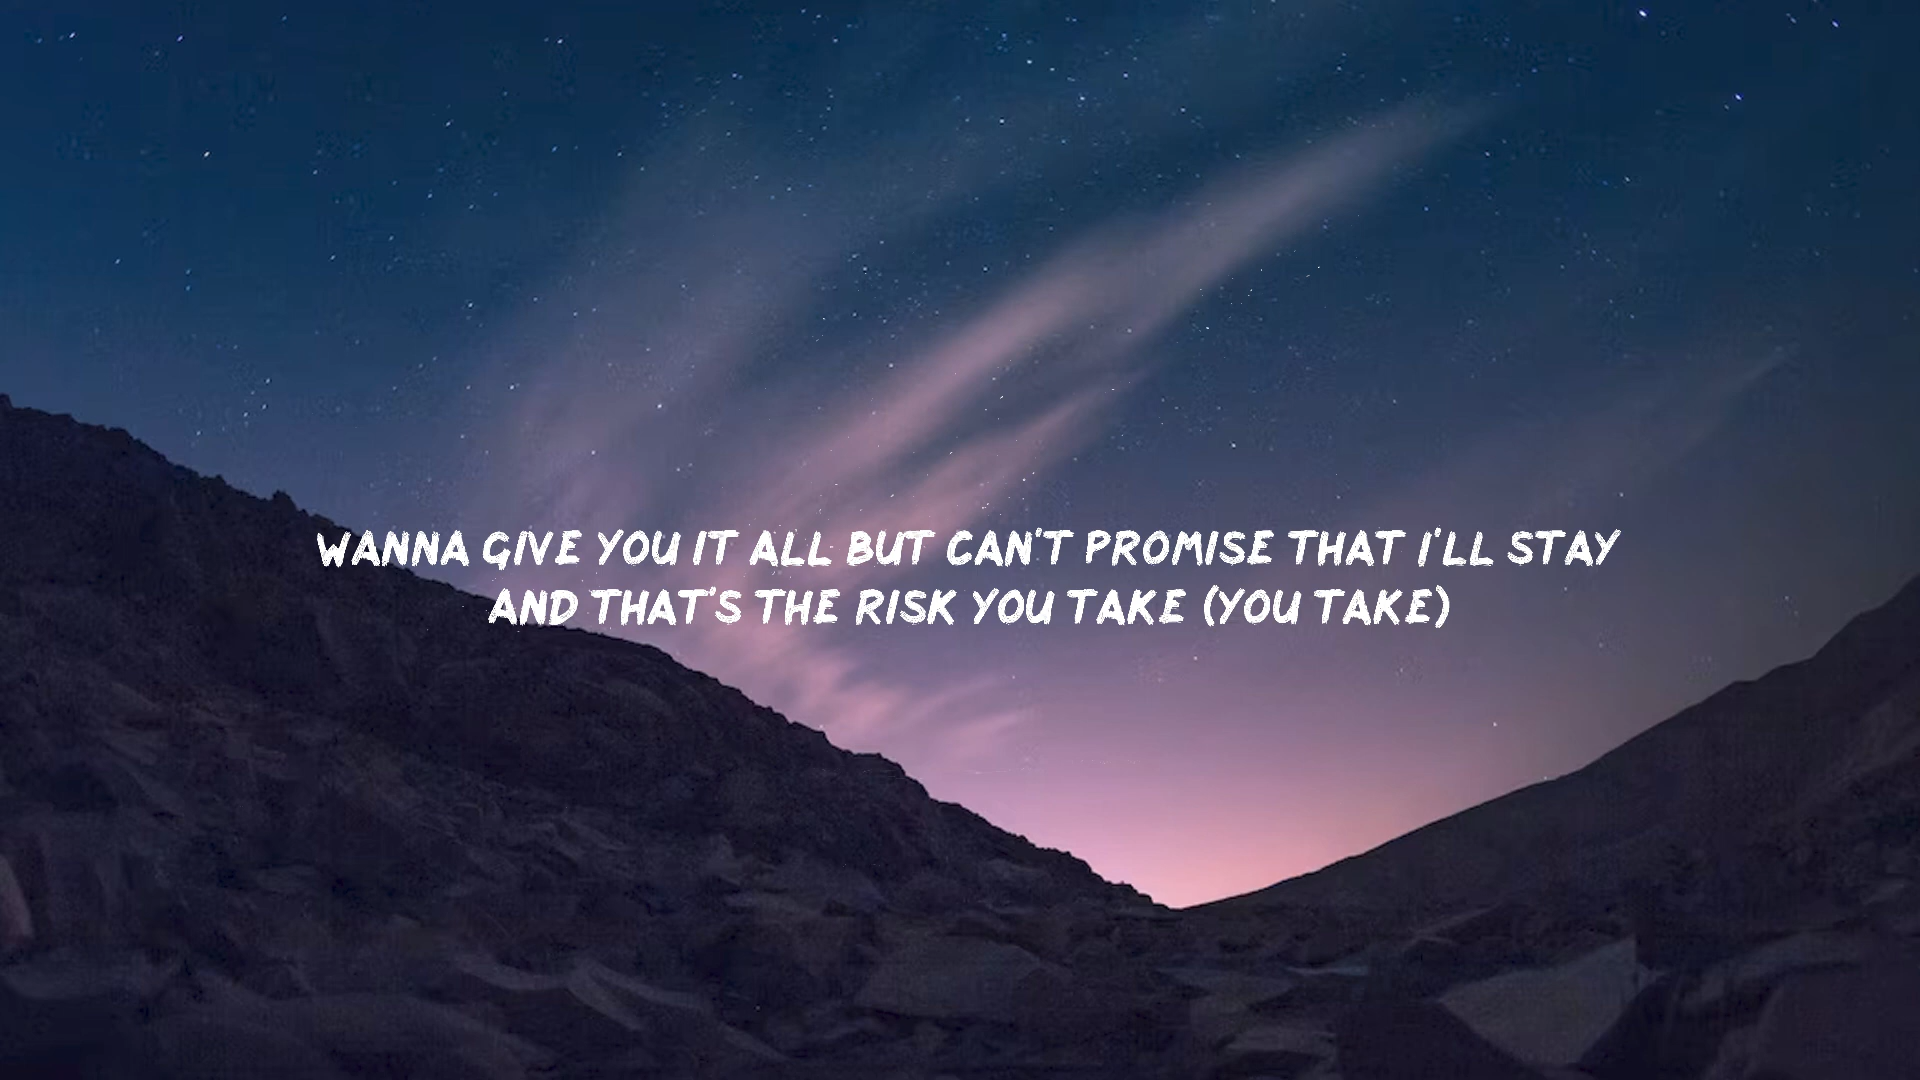 WANNA GIVE YOU IT ALL BUT CAN'T PROMISE THAT I'LL STAY
AND THAT'S THE RISK YOU TAKE (YOU TAKE)